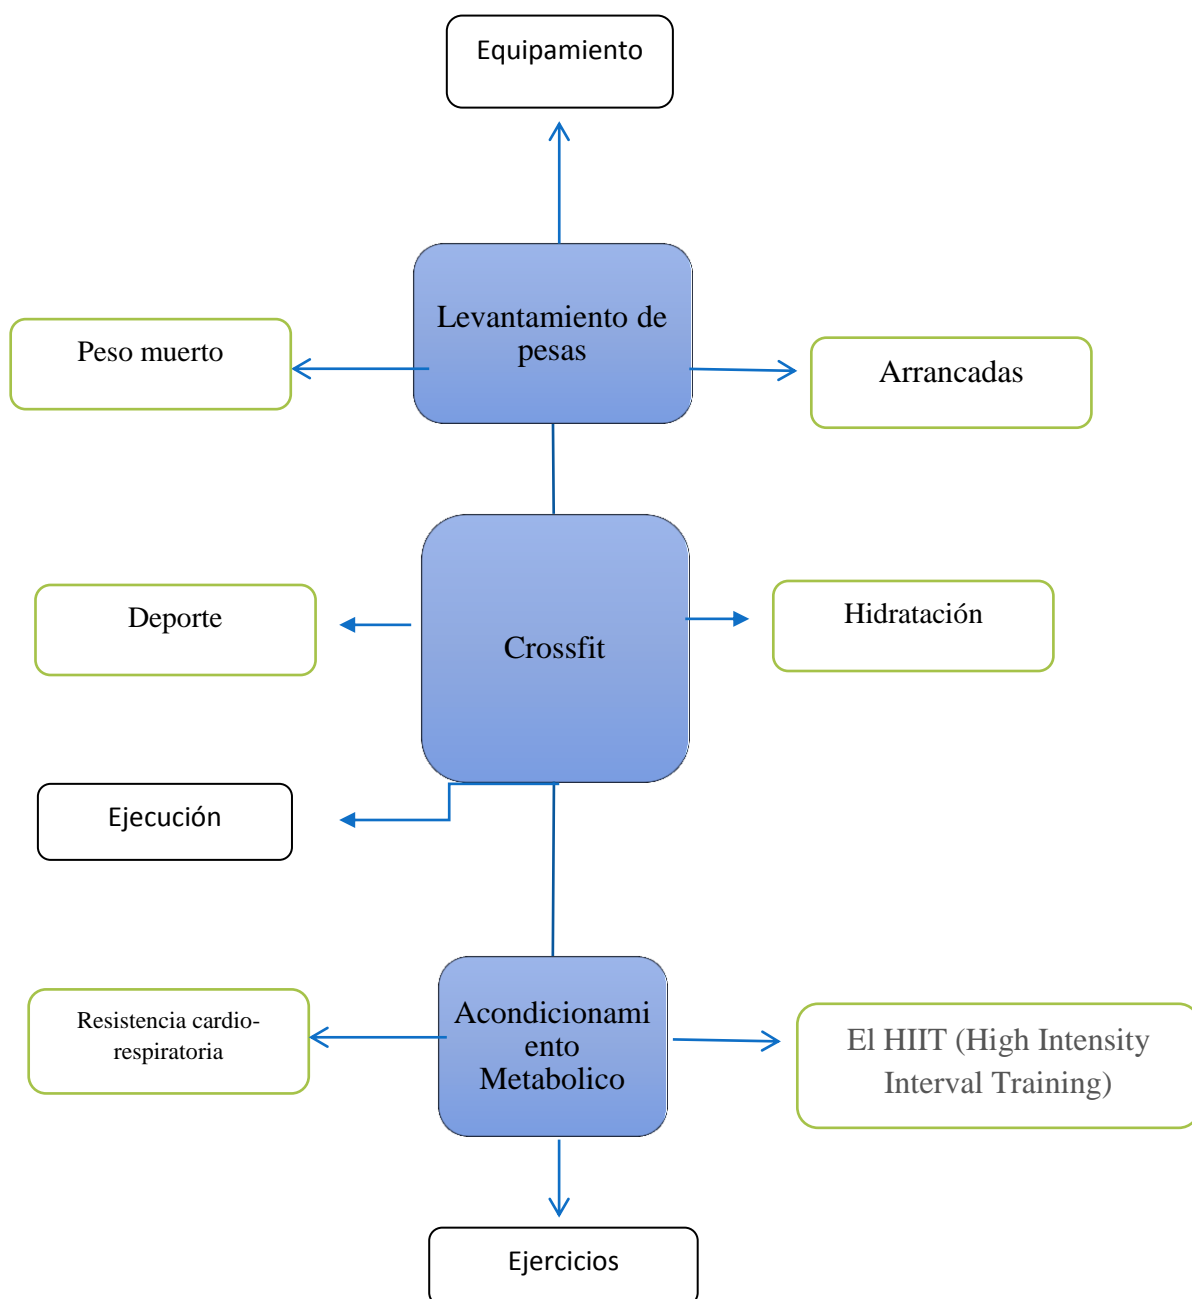 Equipamiento
Levantamiento de
pesas
Peso muerto
Arrancadas
Deporte
Hidratación
Crossfit
Ejecución
Resistencia cardio-
respiratoria
Acondicionami
ento
Metabolico
El HIIT (High Intensity
Interval Training)
Ejercicios